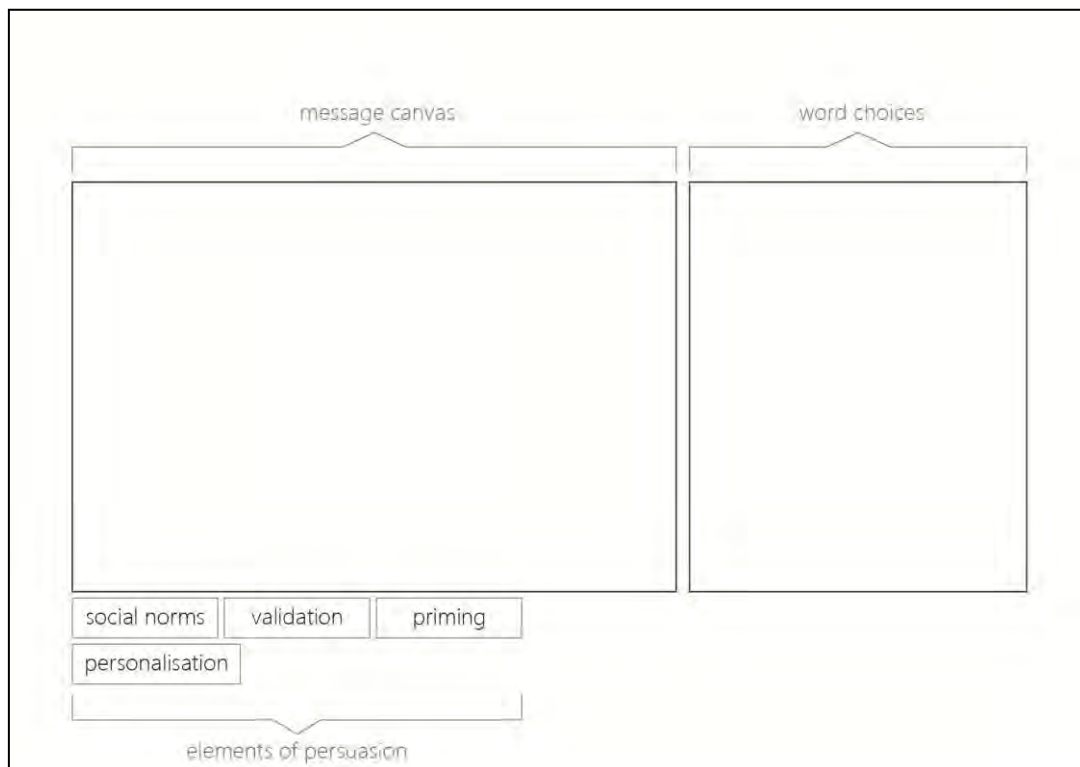 message canvas word choices
social norms validation priming
personalisation
elements of persuasion